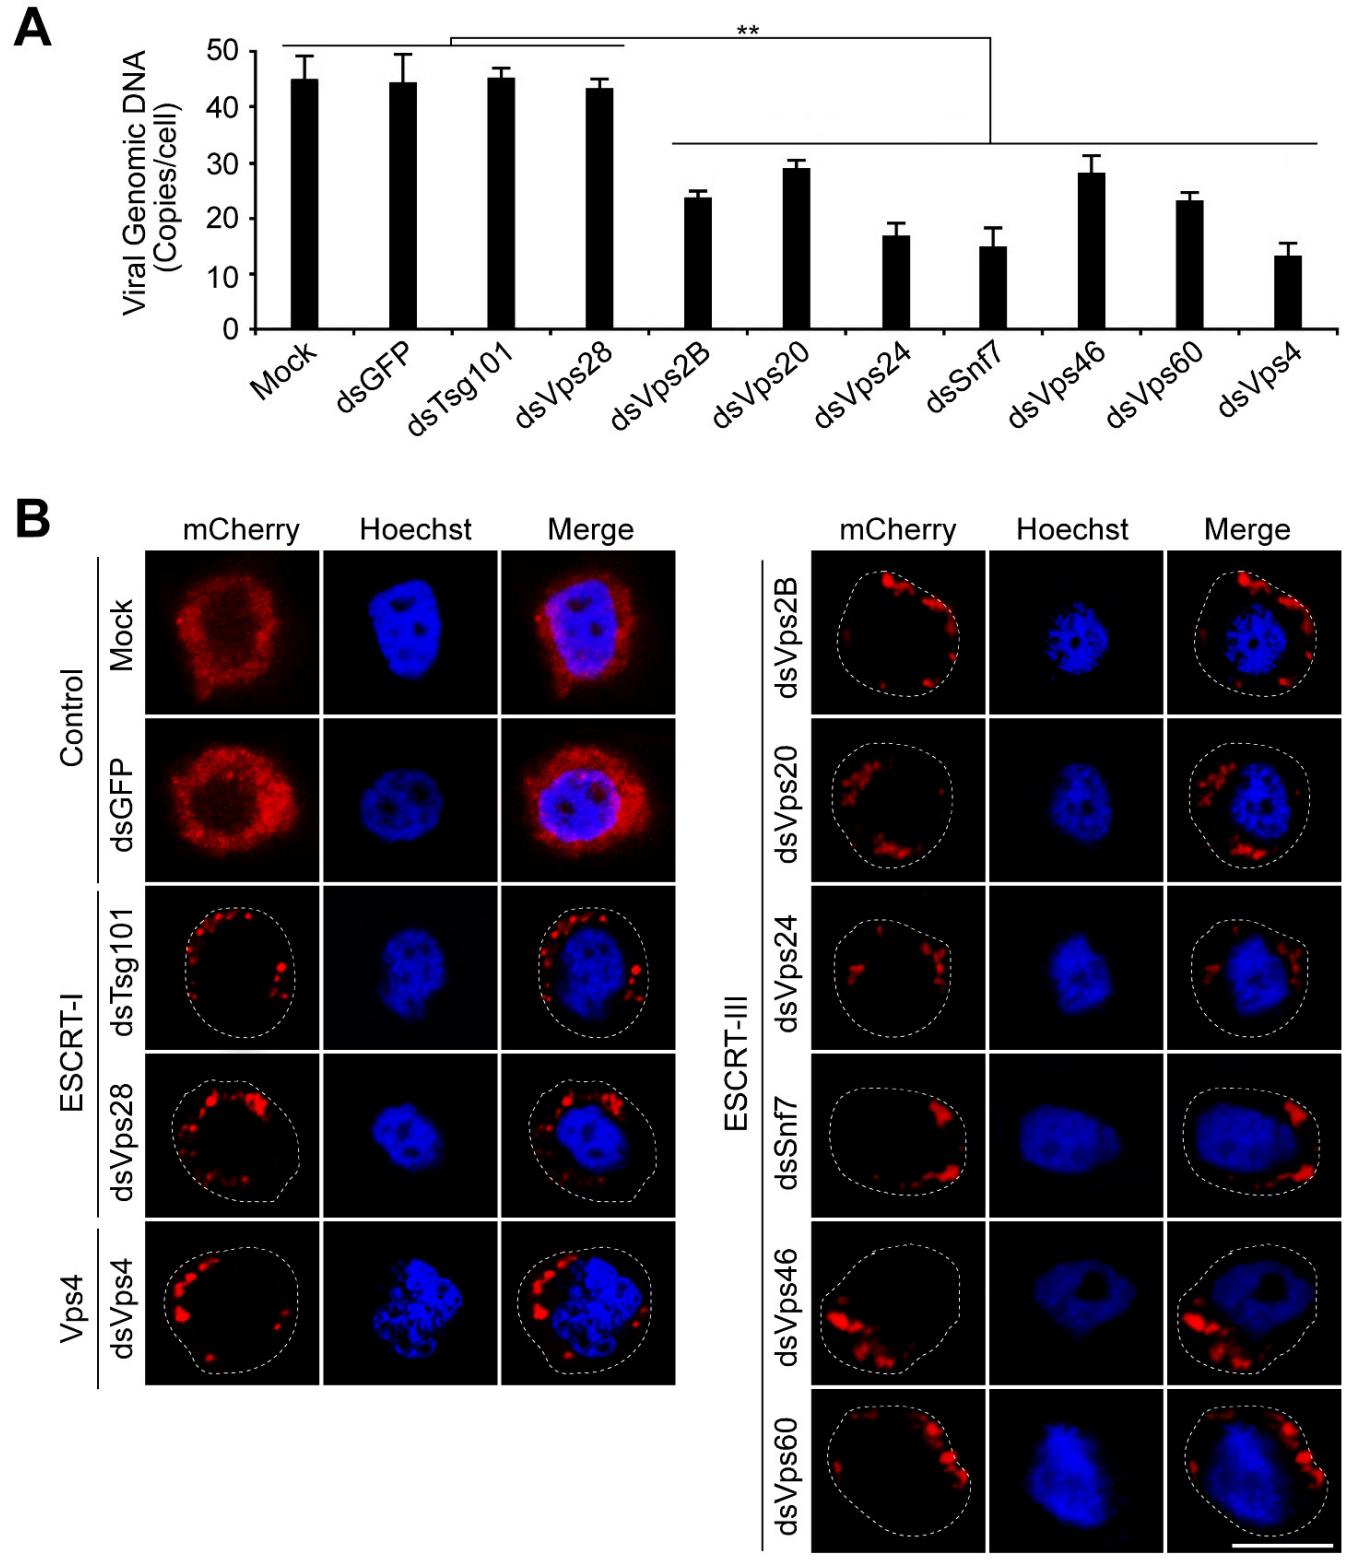 A
**
Viral Genomic DNA
(Copies/cell)
50
40
30
20
10
0
Mock
dsGFP
dsTsg101
dsVps28
dsVps2B
dsVps20
dsVps24
dsSnf7
dsVps46
dsVps60
dsVps4
B
mCherry Hoechst Merge
Control
Mock
dsGFP
ESCRT-I
dsTsg101
dsVps28
Vps4
dsVps4
mCherry Hoechst Merge
ESCRT-III
dsVps2B
dsVps20
dsVps24
dsSnf7
dsVps46
dsVps60